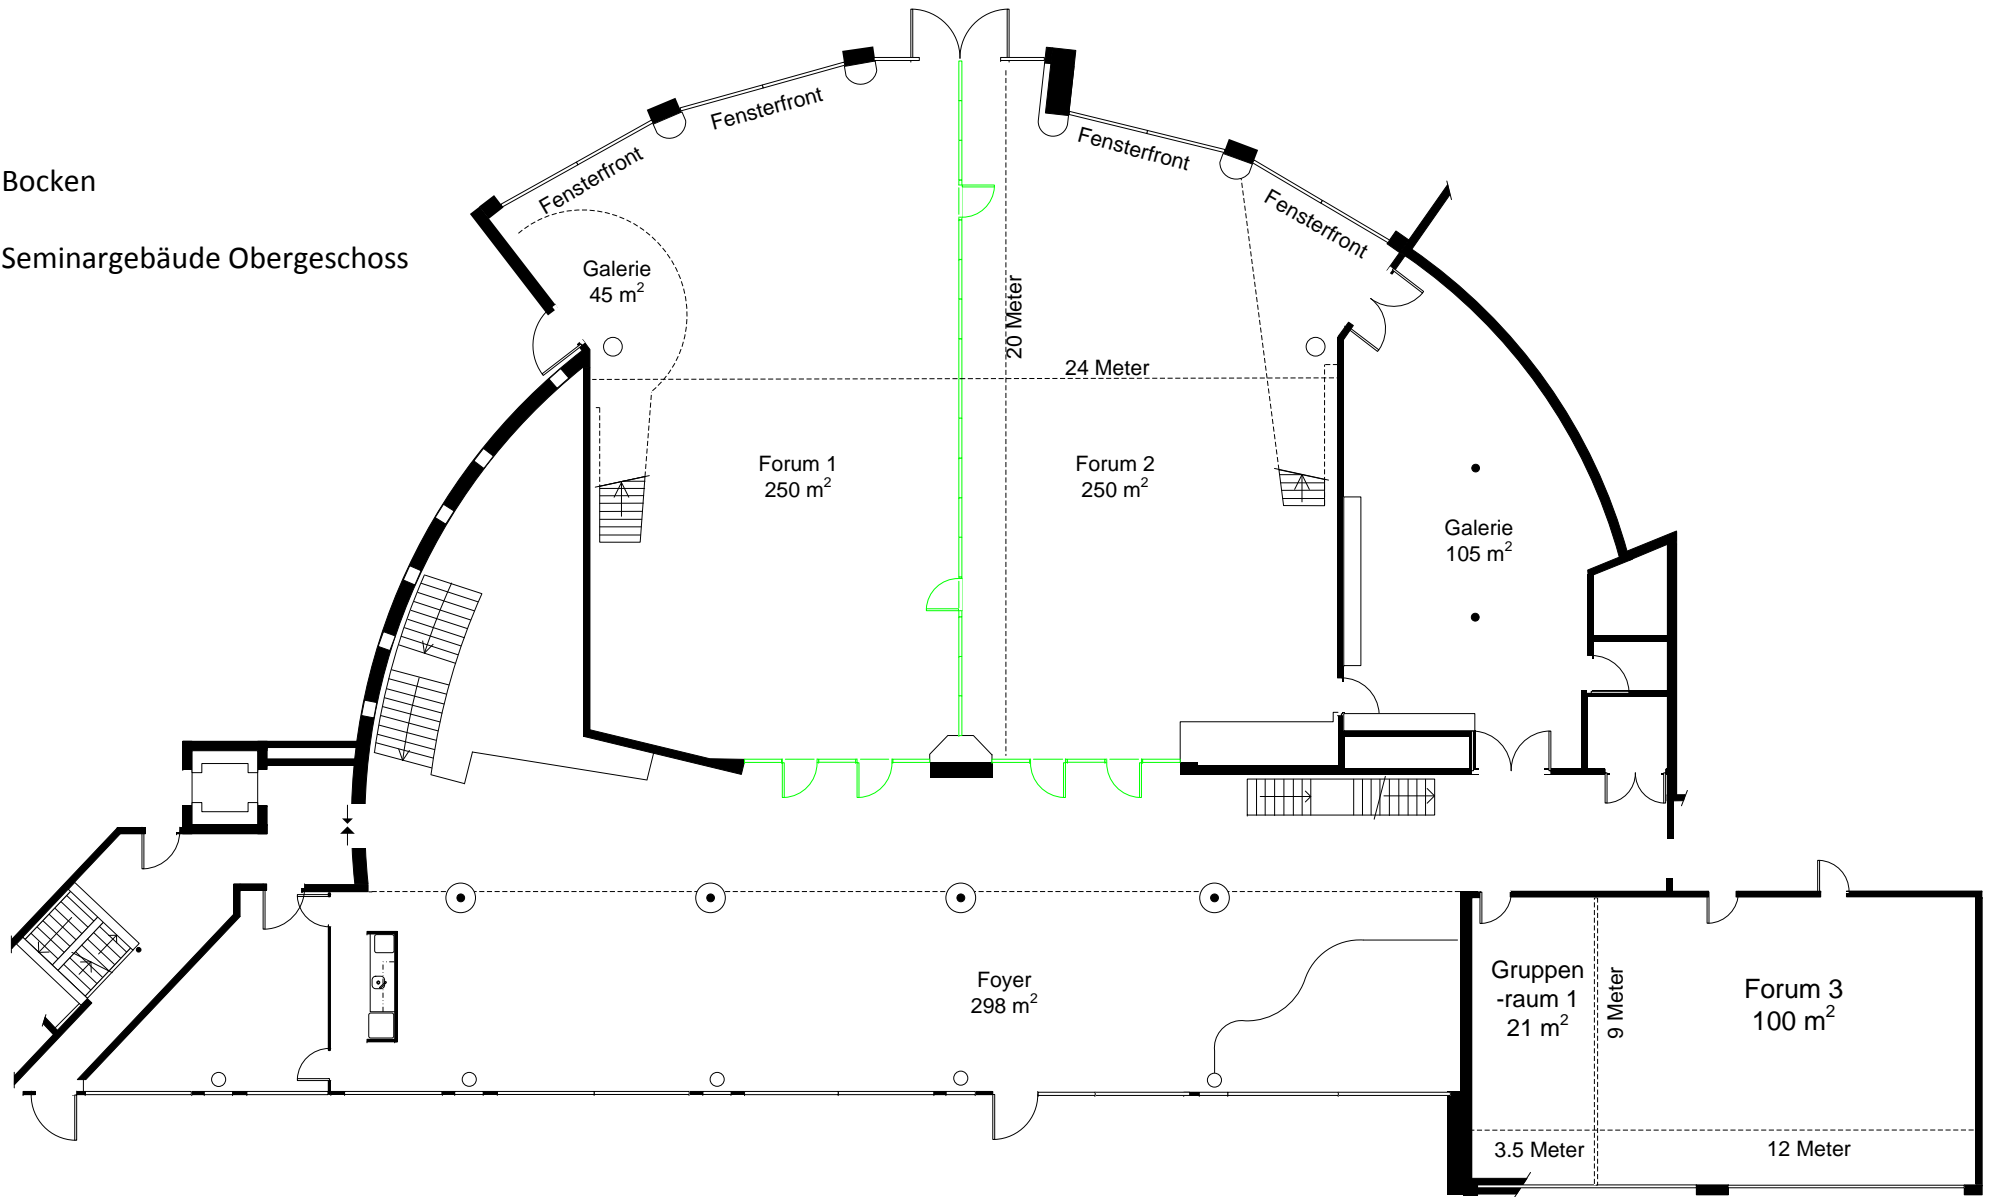 Bocken
Seminargebäude Obergeschoss
Fensterfront
Fensterfront
Fensterfront
Fensterfront
Galerie
45 m²
20 Meter
24 Meter
Forum 1
250 m²
Forum 2
250 m²
Galerie
105 m²
Foyer
298 m²
Gruppen
-raum 1
21 m²
9 Meter
Forum 3
100 m²
3.5 Meter
12 Meter